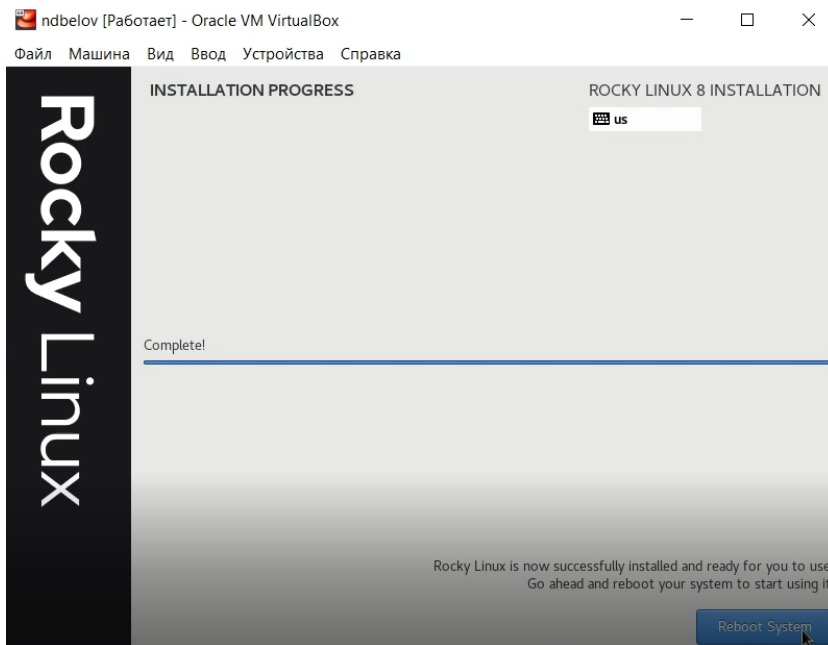 ndbelov [Работает] - Oracle VM VirtualBox
Файл Машина Вид Ввод Устройства Справка
Rocky Linux
INSTALLATION PROGRESS
ROCKY LINUX 8 INSTALLATION
us
Complete!
Rocky Linux is now successfully installed and ready for you to use
Go ahead and reboot your system to start using it
Reboot System